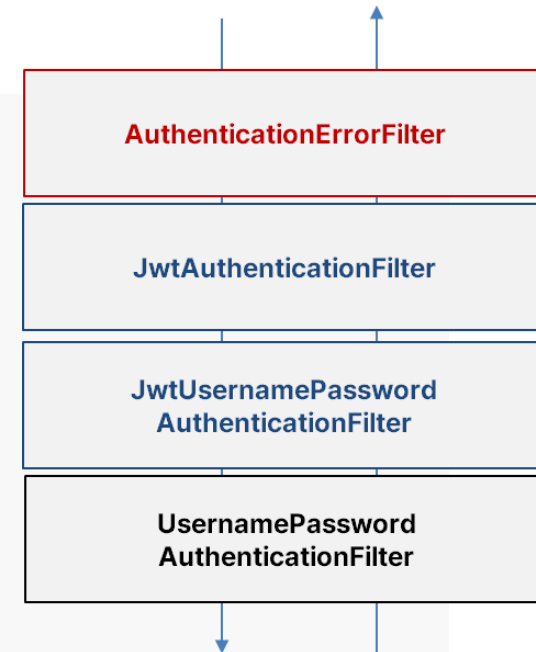 AuthenticationErrorFilter
JwtAuthenticationFilter
JwtUsernamePassword
AuthenticationFilter
UsernamePassword
AuthenticationFilter